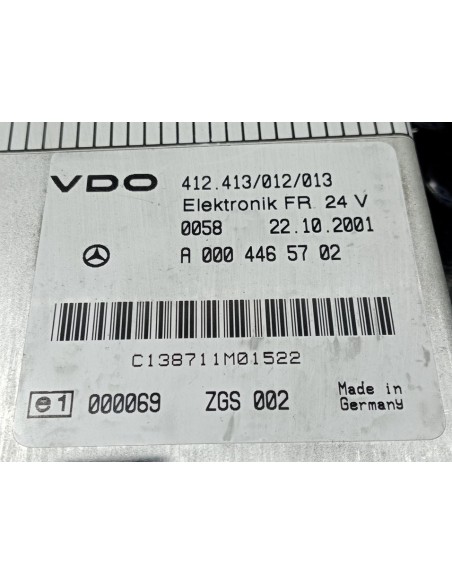 VDO 412.413/012/013
Elektronik FR 24 V
0058 22.10.2001
A 000 446 57 02
C138711M01522
e1 000069 ZGS 002 Made in
Germany